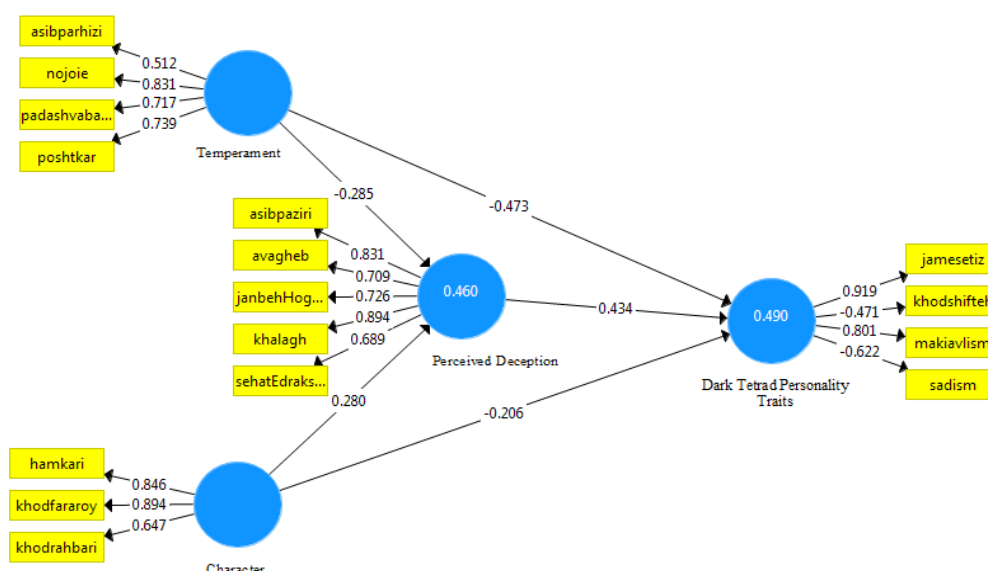 asibparhizi
nojoie
padashvaba...
poshtkar
0.512
0.831
0.717
0.739
Temperament
-0.285
-0.473
asibpaziri
avagheb
janbehHog...
khalagh
sehatEdraks...
0.831
0.709
0.726
0.894
0.689
0.460
Perceived Deception
0.434
0.280
-0.206
0.490
Dark Tetrad Personality
Traits
0.919
-0.471
0.801
-0.622
jamesetiz
khodshifteh
makiavlism
sadism
hamkari
khodfararoy
khodrahbari
0.846
0.894
0.647
Character